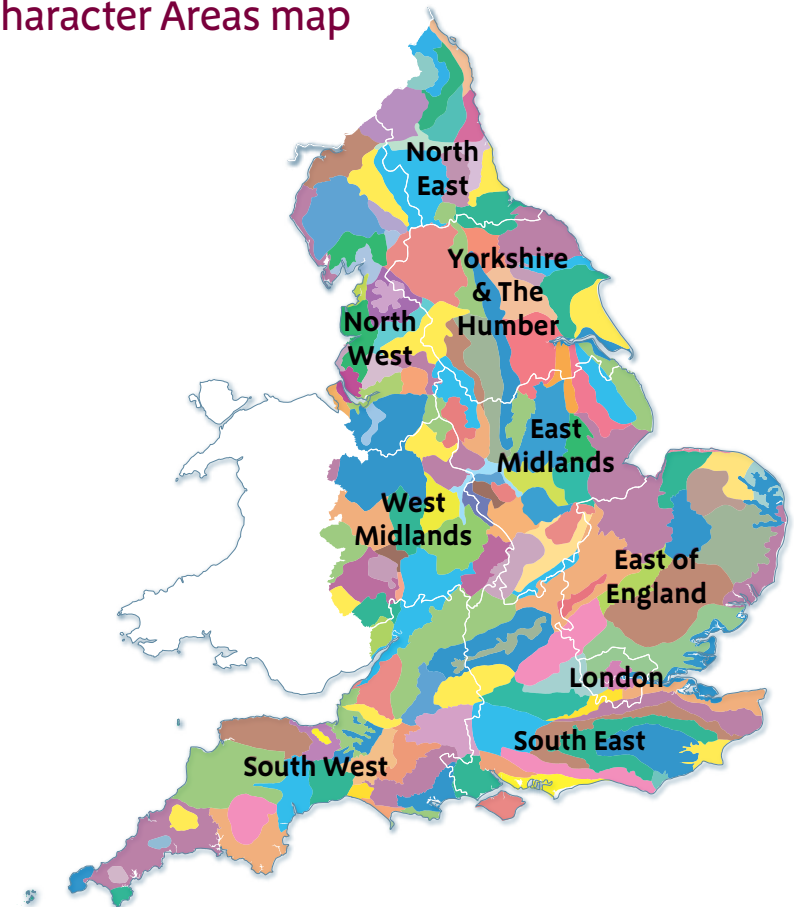 haracter Areas map
North
East
Yorkshire
& The
Humber
North
West
East
Midlands
West
Midlands
East of
England
London
South East
South West